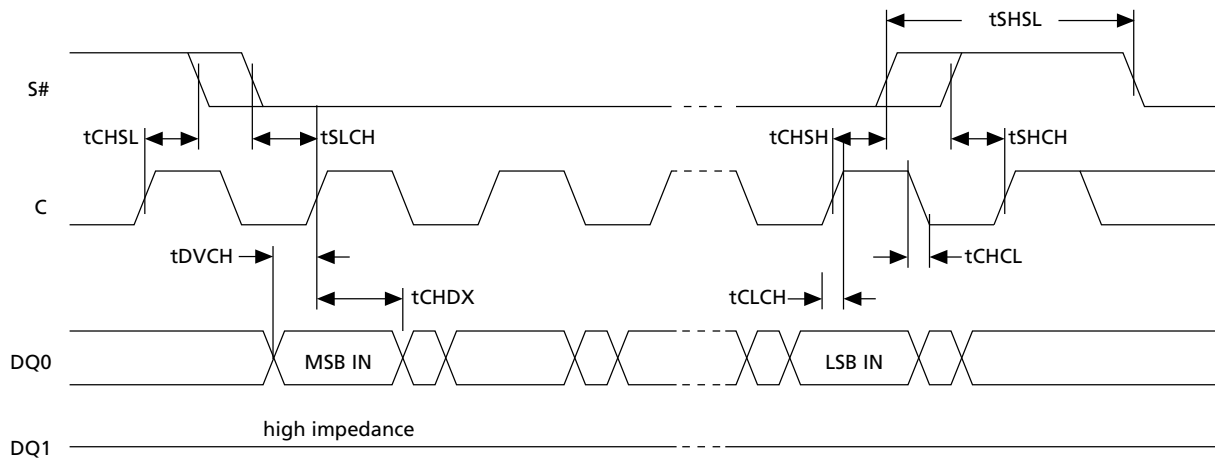 tSHSL
S#
tCHSL
tSLCH
tCHSH
tSHCH
C
tDVCH
tCHCL
tCHDX
tCLCH
DQ0
MSB IN
LSB IN
high impedance
DQ1